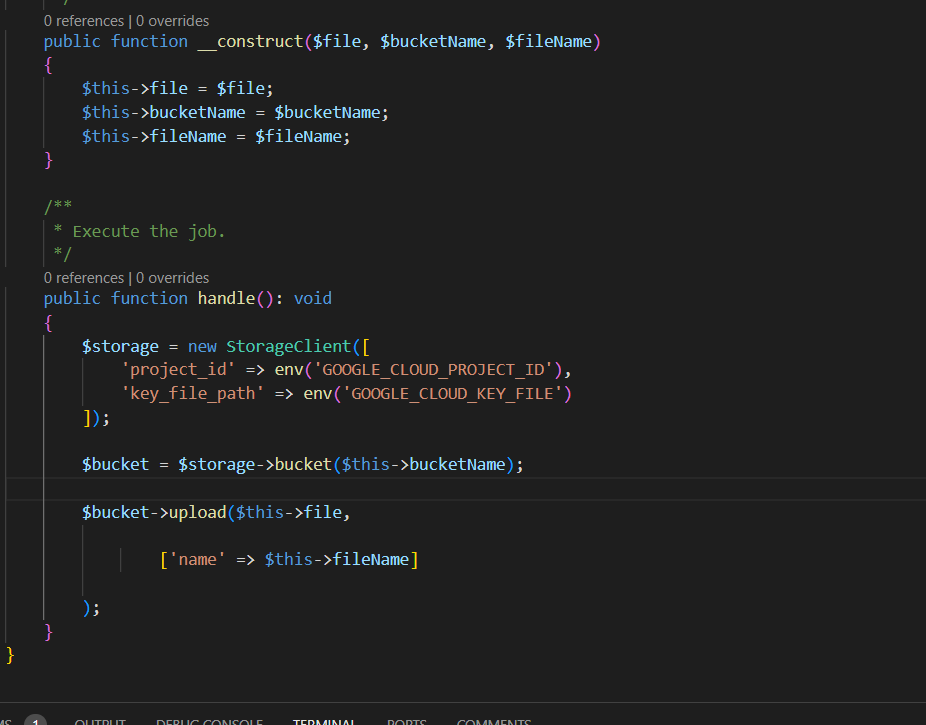 */
0 references | 0 overrides
public function __construct($file, $bucketName, $fileName)
{
$this->file = $file;
$this->bucketName = $bucketName;
$this->fileName = $fileName;
}
/**
* Execute the job.
*/
0 references | 0 overrides
public function handle(): void
{
$storage = new StorageClient([
'project_id' => env('GOOGLE_CLOUD_PROJECT_ID'),
'key_file_path' => env('GOOGLE_CLOUD_KEY_FILE')
]);
$bucket = $storage->bucket($this->bucketName);
$bucket->upload($this->file,
['name' => $this->fileName]
);
}
}
1 OUTPUT DEBUG CONSOLE TERMINAL PORTS COMMENTS